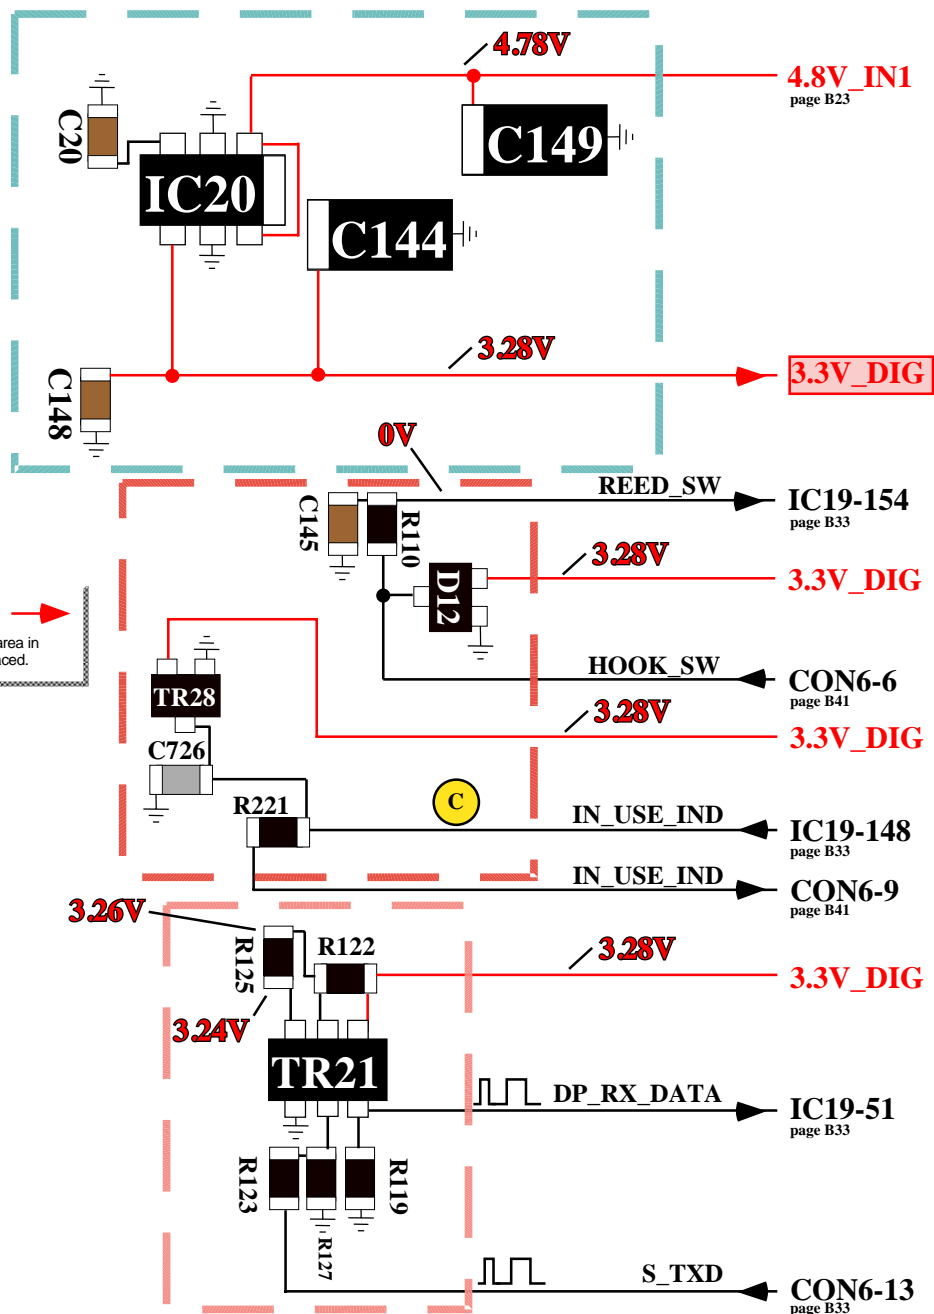 4.78V
4.8V_IN1
page B23
C20
IC20
C149
C144
3.28V
3.3V_DIG
C148
0V
REED_SW
IC19-154
page B33
C145
R110
3.28V
3.3V_DIG
D12
area in
aced.
HOOK_SW
CON6-6
page B41
TR28
3.28V
3.3V_DIG
C726
R221
C
IN_USE_IND
IC19-148
page B33
IN_USE_IND
CON6-9
page B41
3.26V
R125
R122
3.28V
3.3V_DIG
3.24V
TR21
DP_RX_DATA
IC19-51
page B33
R123
R119
R127
S_TXD
CON6-13
page B33